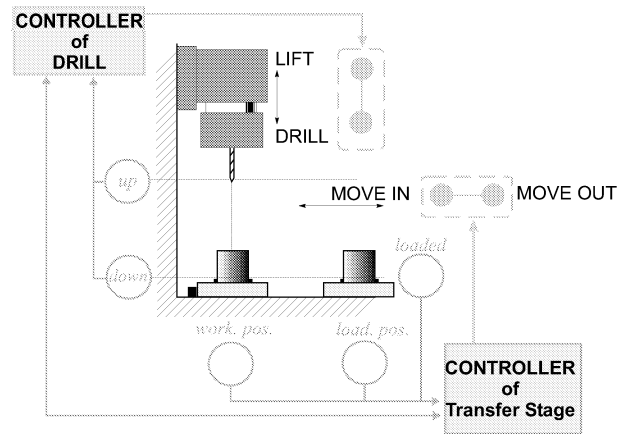 CONTROLLER
of
DRILL
LIFT
DRILL
up
MOVE IN
MOVE OUT
loaded
down
work. pos.
load. pos.
CONTROLLER
of
Transfer Stage